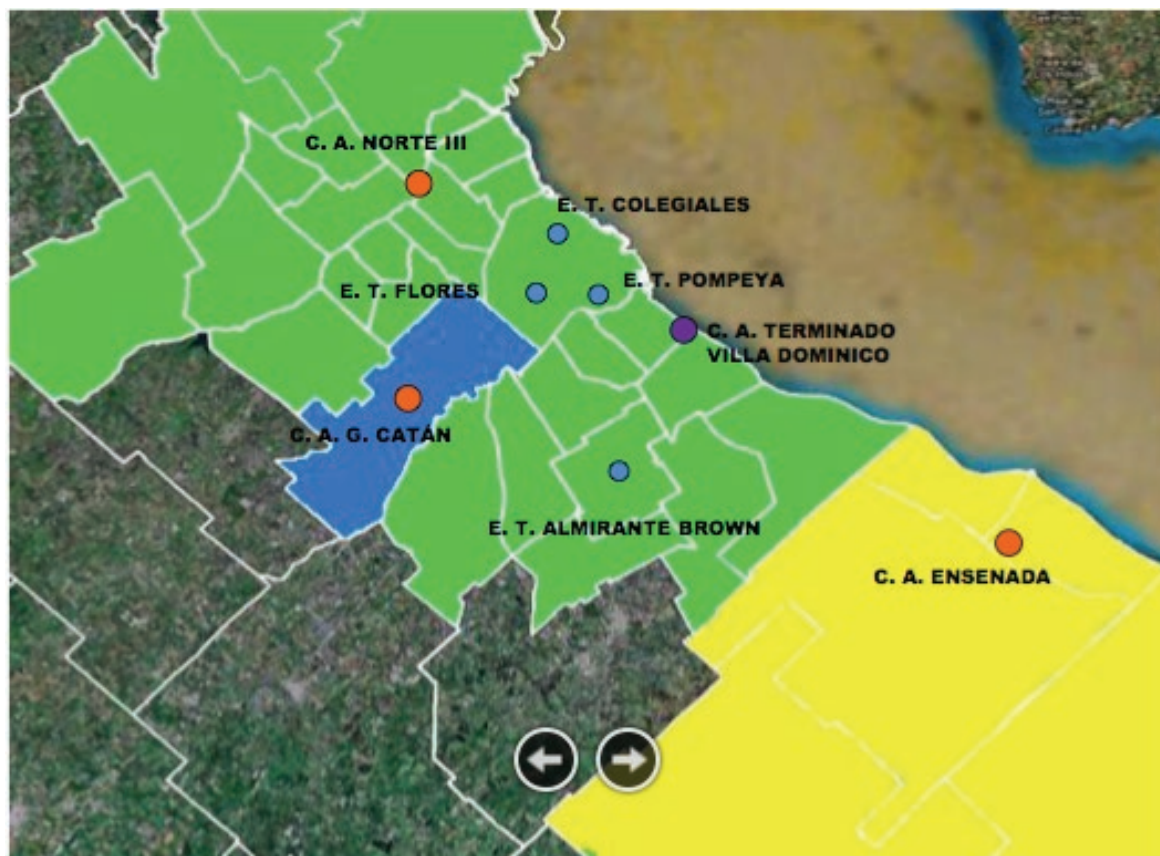 C. A. NORTE III
E. T. COLEGIALES
E. T. FLORES
E. T. POMPEYA
C. A. TERMINADO
VILLA DOMINICO
C. A. G. CATÁN
E. T. ALMIRANTE BROWN
C. A. ENSENADA